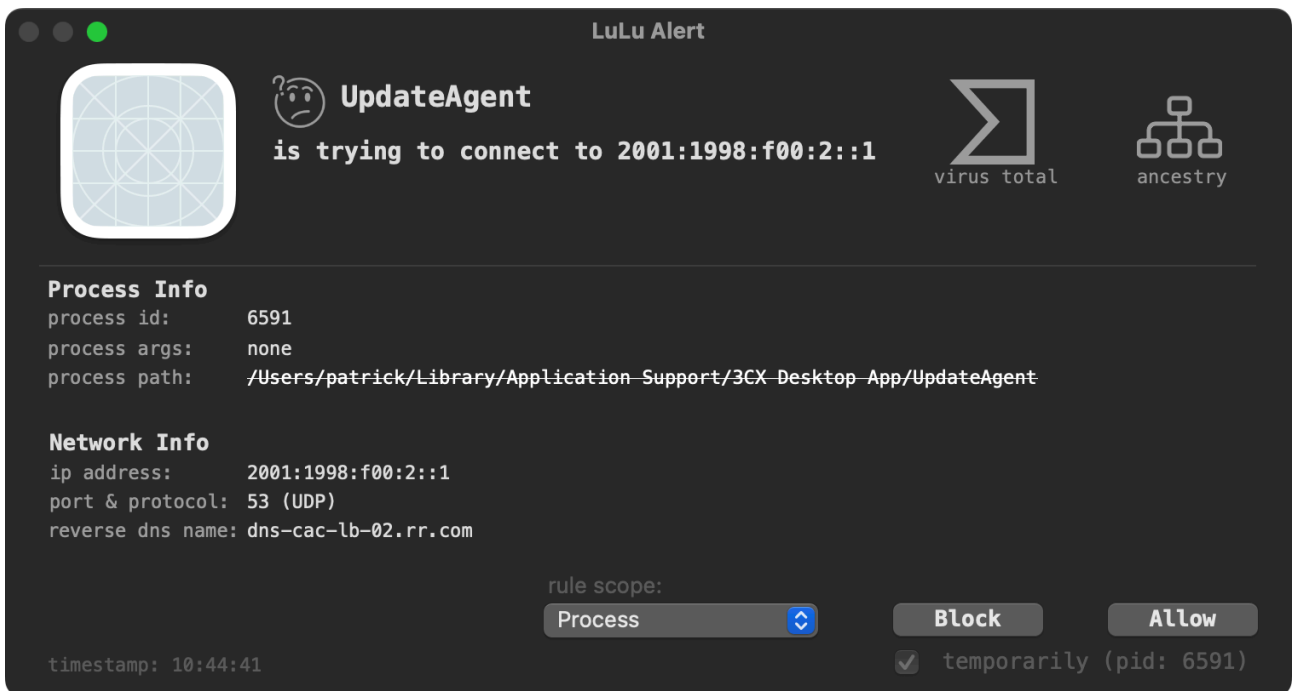 LuLu Alert
UpdateAgent
is trying to connect to 2001:1998:f00:2::1
virus total
ancestry
Process Info
process id: 6591
process args: none
process path: /Users/patrick/Library/Application Support/3CX Desktop App/UpdateAgent
Network Info
ip address: 2001:1998:f00:2::1
port & protocol: 53 (UDP)
reverse dns name: dns-cac-lb-02.rr.com
rule scope:
Process
Block
Allow
timestamp: 10:44:41
temporarily (pid: 6591)